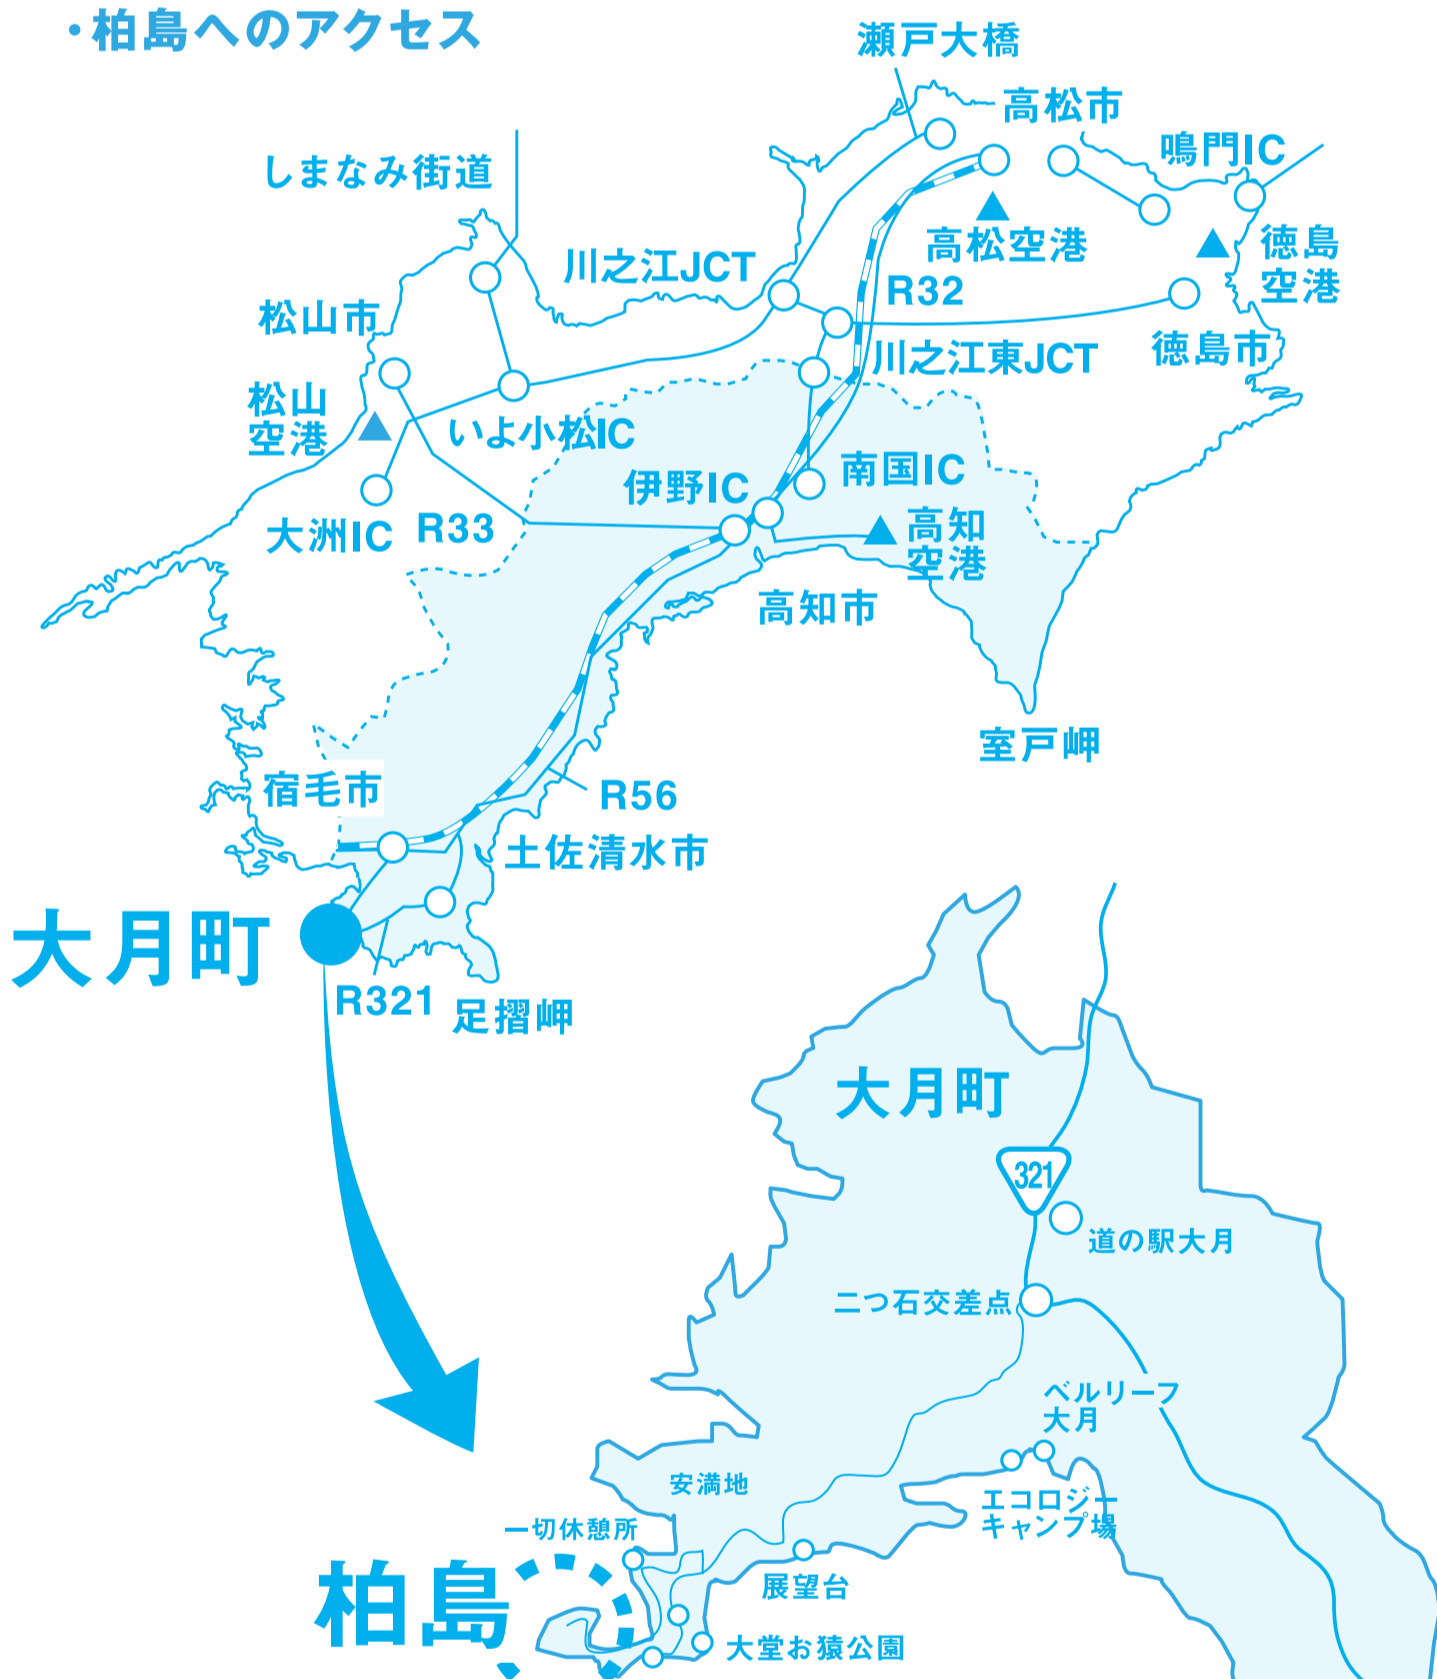 ・柏島へのアクセス
瀬戸大橋
高松市
鳴門IC
しまなみ街道
川之江JCT
高松空港
徳島
空港
R32
松山市
川之江東JCT
徳島市
松山
空港
いよ小松IC
伊野IC
南国IC
大洲IC
R33
高知
空港
高知市
室戸岬
宿毛市
R56
土佐清水市
大月町
R321
足摺岬
大月町
321
道の駅大月
二つ石交差点
ベルリーフ
大月
安満地
エコロジー
キャンプ場
一切休憩所
柏島
展望台
大堂お猿公園